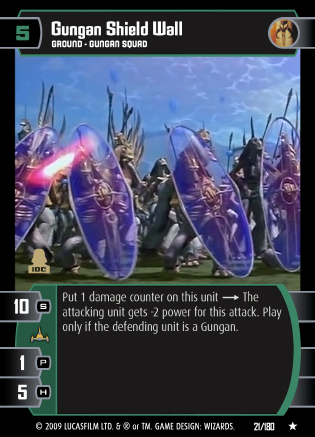 5
Gungan Shield Wall
GROUND - GUNGAN SQUAD
IDC
10 S
Put 1 damage counter on this unit → The
attacking unit gets -2 power for this attack. Play
only if the defending unit is a Gungan.
1 P
5 H
© 2009 LUCASFILM LTD. & ® or TM. GAME DESIGN: WIZARDS. 21/180